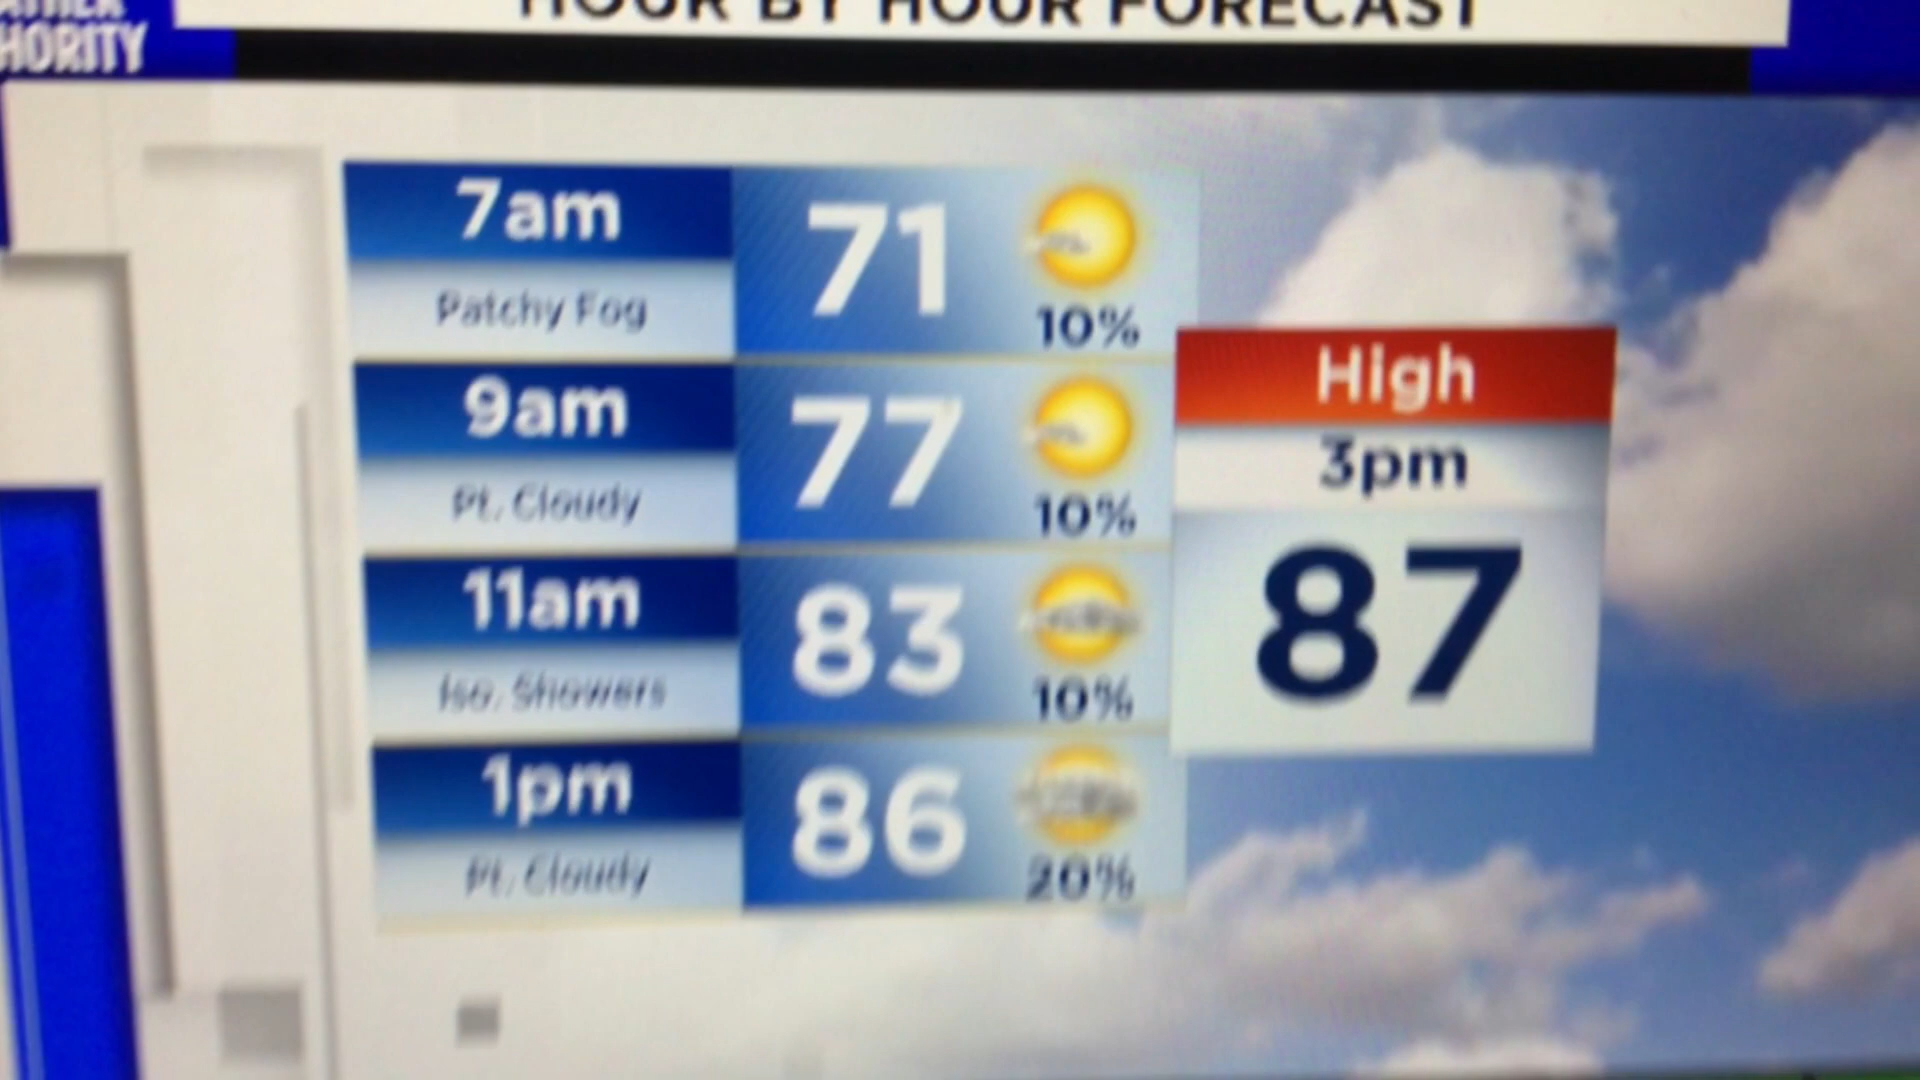 HORITY
HOUR BY HOUR FORECAST
7am
Patchy Fog
71
10%
9am
Pt. Cloudy
77
10%
11am
Iso. Showers
83
10%
1pm
Pt. Cloudy
86
20%
High
3pm
87